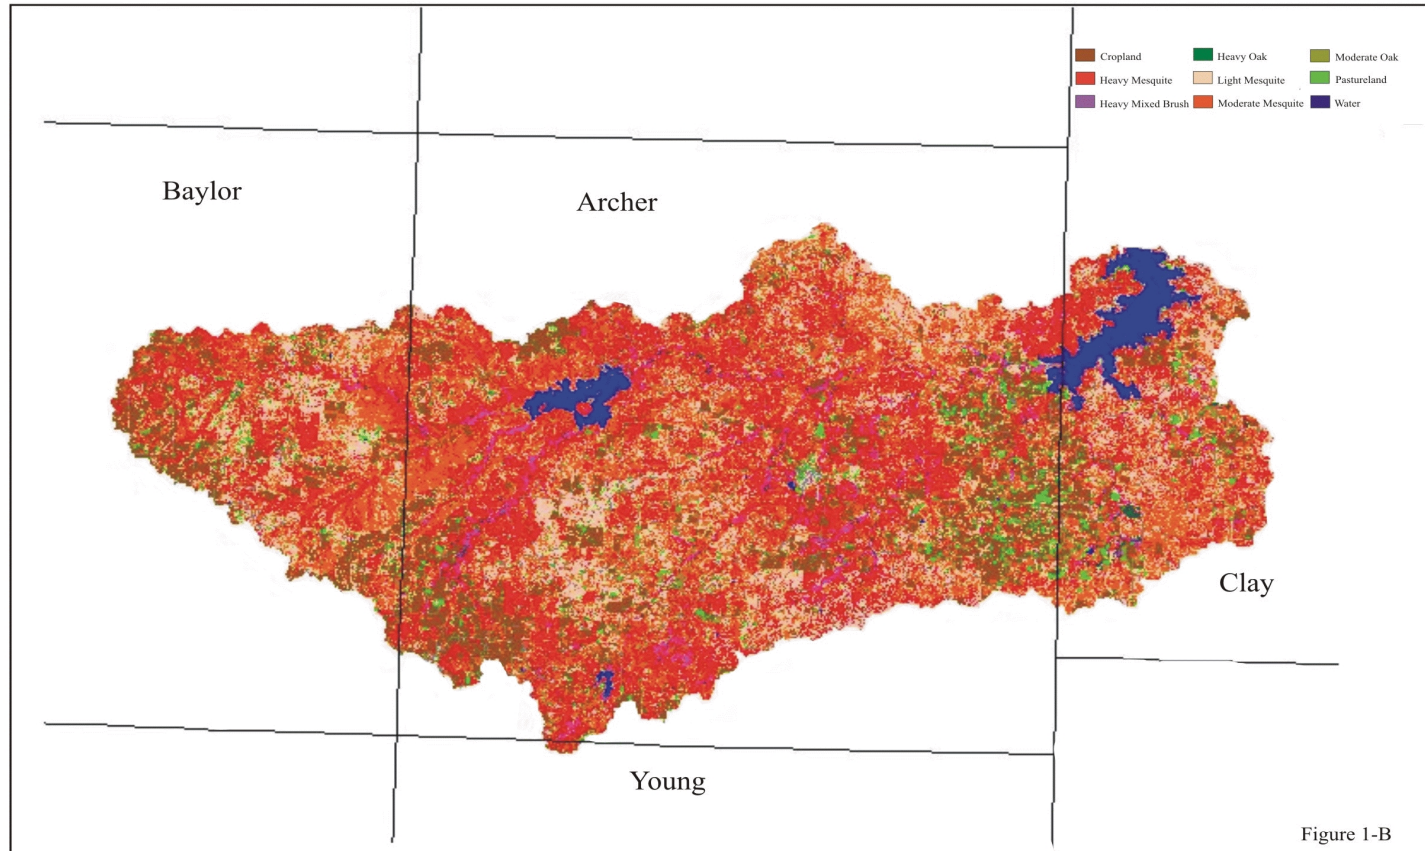 Cropland Heavy Oak Moderate Oak
Heavy Mesquite Light Mesquite Pastureland
Heavy Mixed Brush Moderate Mesquite Water
Baylor
Archer
Clay
Young
Figure 1-B